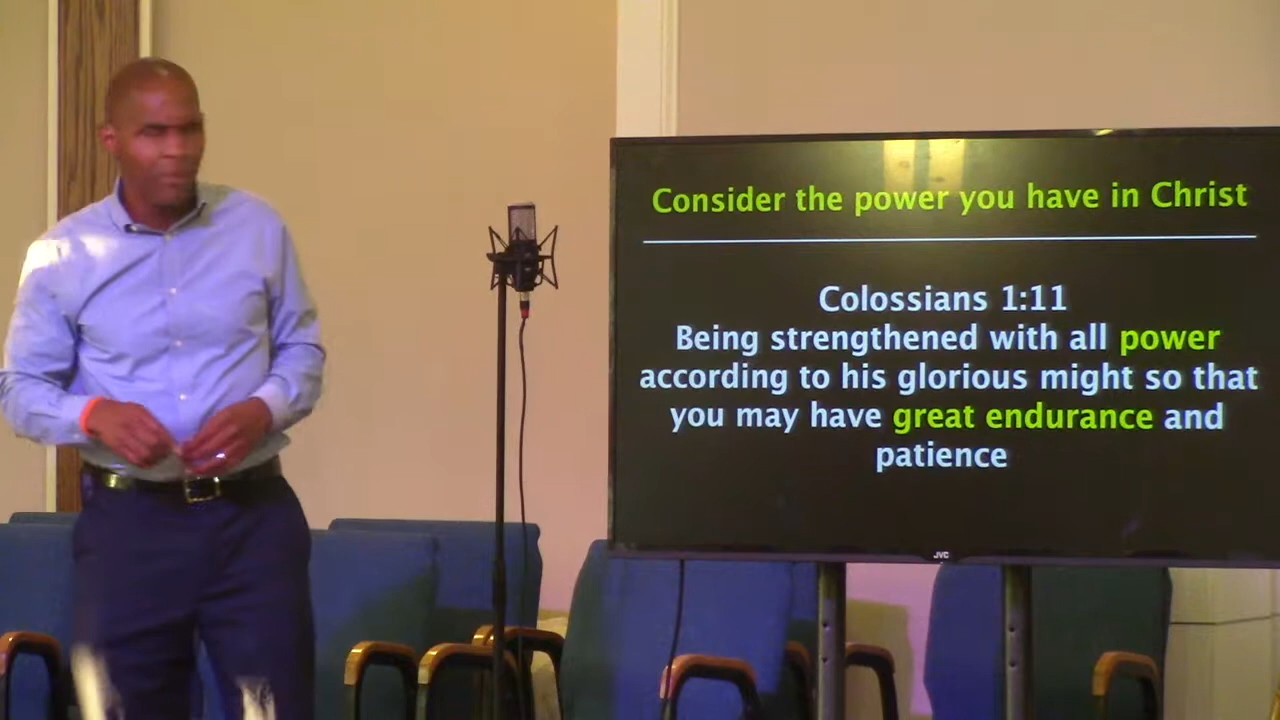 Consider the power you have in Christ
Colossians 1:11
Being strengthened with all power
according to his glorious might so that
you may have great endurance and
patience
JVC